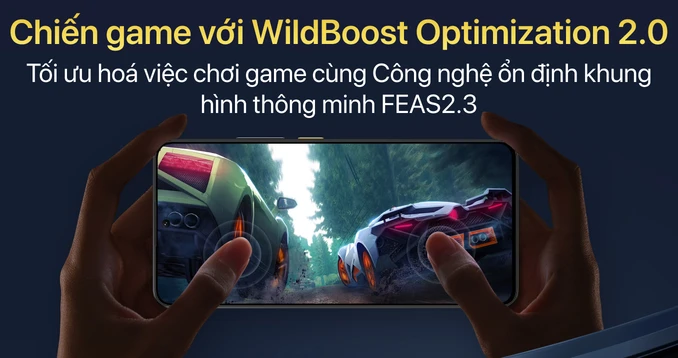 Chiến game với WildBoost Optimization 2.0
Tối ưu hoá việc chơi game cùng Công nghệ ổn định khung
hình thông minh FEAS2.3